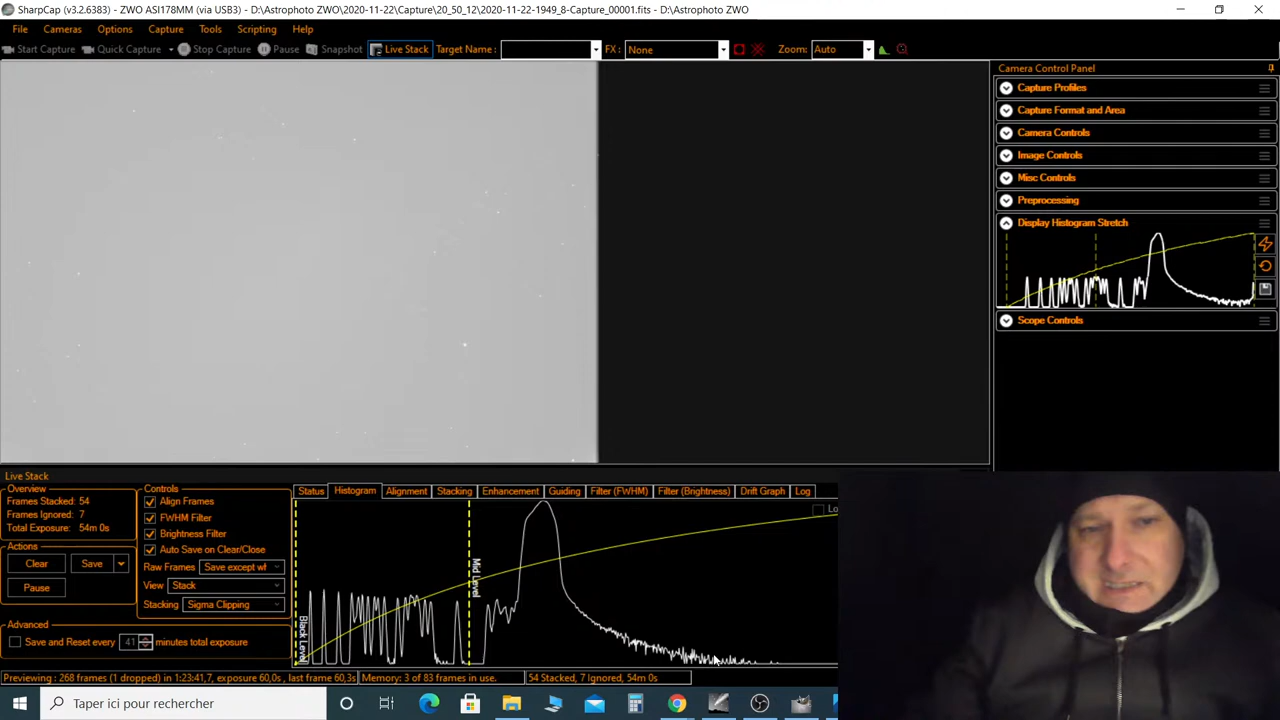 SharpCap (v3.2.6383) - ZWO ASI178MM (via USB3) - D:\Astrophoto ZWO\2020-11-22\Capture\20_50_12\2020-11-22-1949_8-Capture_00001.fits - D:\Astrophoto ZWO
File Cameras Options Capture Tools Scripting Help
Start Capture Quick Capture Stop Capture Pause Snapshot Live Stack Target Name : FX : None Zoom: Auto
Camera Control Panel
Capture Profiles
Capture Format and Area
Camera Controls
Image Controls
Misc Controls
Preprocessing
Display Histogram Stretch
Scope Controls
Live Stack
Overview
Frames Stacked: 54
Frames Ignored: 7
Total Exposure: 54m 0s
Actions
Clear Save
Pause
Controls
Align Frames
FWHM Filter
Brightness Filter
Auto Save on Clear/Close
Raw Frames Save except wh
View Stack
Stacking Sigma Clipping
Advanced
Save and Reset every 41 minutes total exposure
Status Histogram Alignment Stacking Enhancement Guiding Filter (FWHM) Filter (Brightness) Drift Graph Log
Lo
Black Level
Mid Level
Previewing : 268 frames (1 dropped) in 1:23:41,7, exposure 60,0s , last frame 60,3s
Memory: 3 of 83 frames in use.
54 Stacked, 7 Ignored, 54m 0s
Taper ici pour rechercher